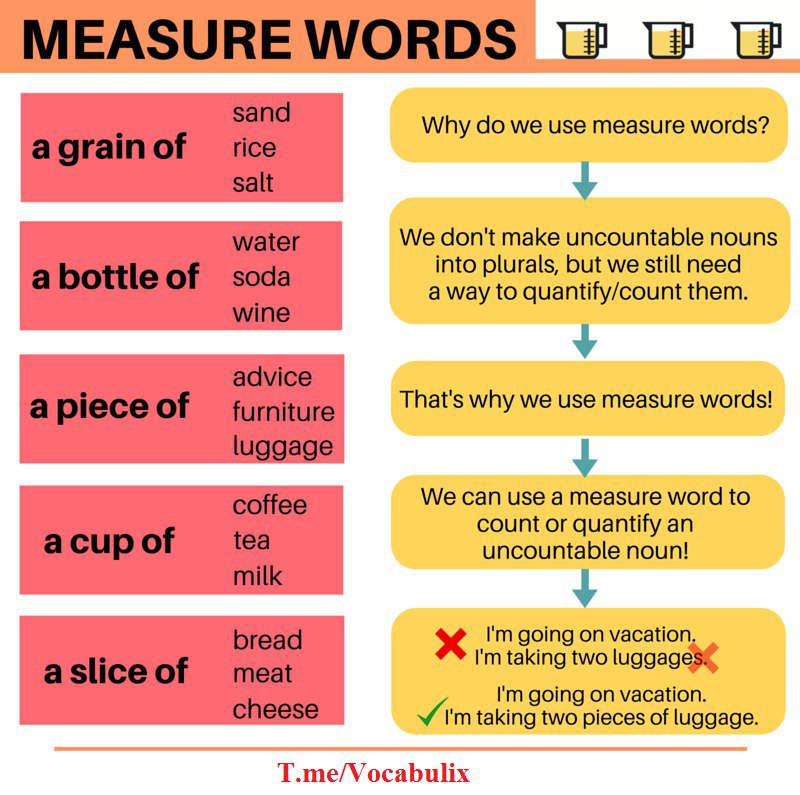 MEASURE WORDS
a grain of
sand
rice
salt
a bottle of
water
soda
wine
a piece of
advice
furniture
luggage
a cup of
coffee
tea
milk
a slice of
bread
meat
cheese
Why do we use measure words?
We don't make uncountable nouns
into plurals, but we still need
a way to quantify/count them.
That's why we use measure words!
We can use a measure word to
count or quantify an
uncountable noun!
I'm going on vacation.
I'm taking two luggages.
I'm going on vacation.
I'm taking two pieces of luggage.
T.me/Vocabulix